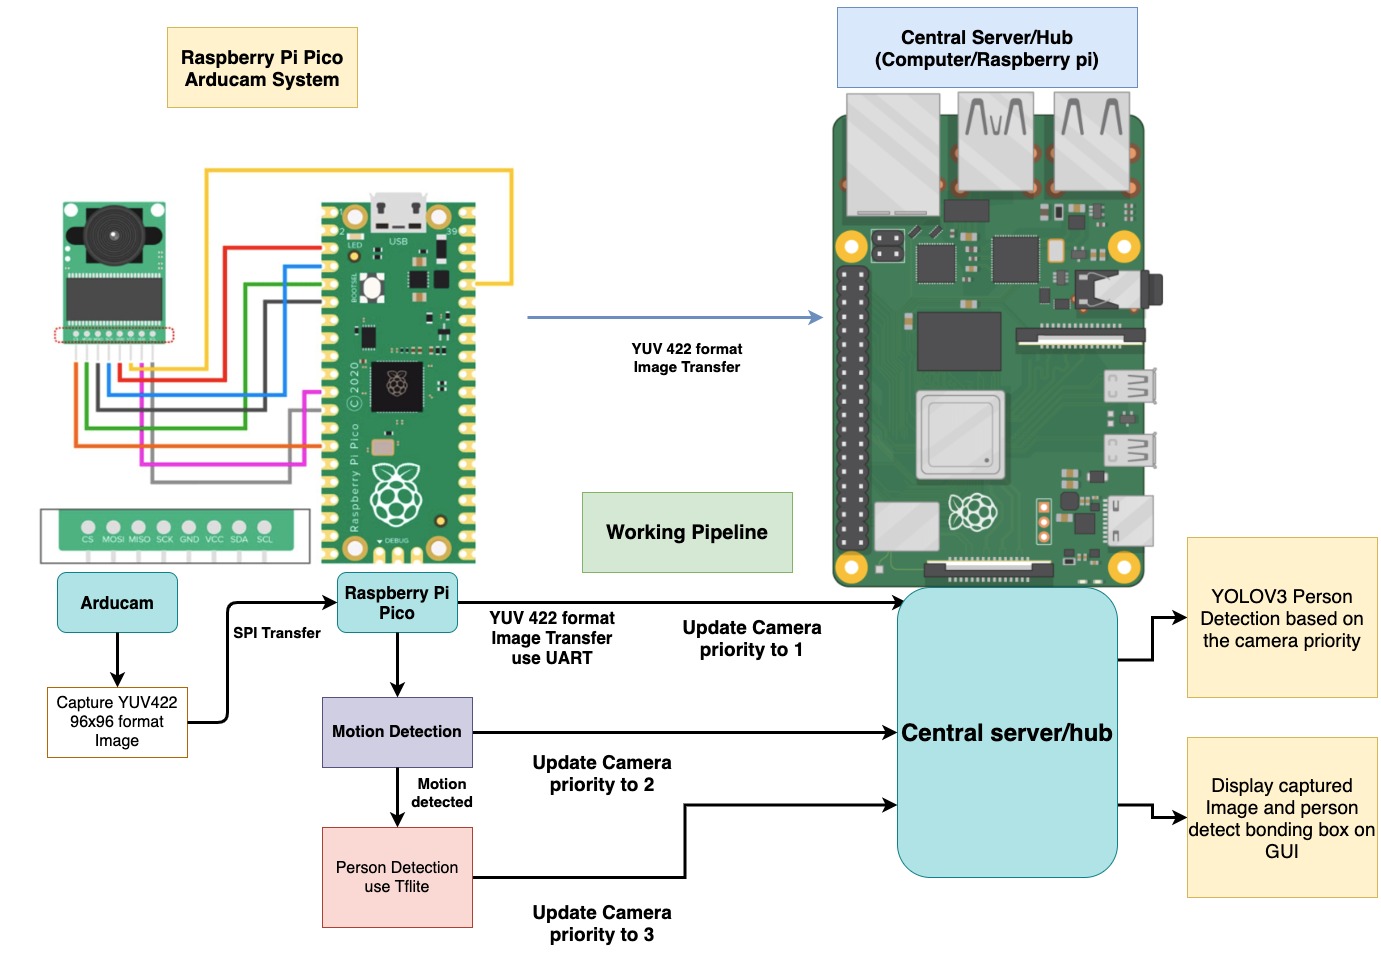 Raspberry Pi Pico
Arducam System
Central Server/Hub
(Computer/Raspberry pi)
2
39
LED
USB
BOOTSEL
YUV 422 format
Image Transfer
Raspberry Pi Pico © 2020
DEBUG
CS MOSI MISO SCK GND VCC SDA SCL
Working Pipeline
Arducam
Raspberry Pi
Pico
SPI Transfer
YUV 422 format
Image Transfer
use UART
Update Camera
priority to 1
Capture YUV422
96x96 format
Image
Motion Detection
Update Camera
priority to 2
Motion
detected
Person Detection
use Tflite
Update Camera
priority to 3
Central server/hub
YOLOV3 Person
Detection based on
the camera priority
Display captured
Image and person
detect bonding box on
GUI